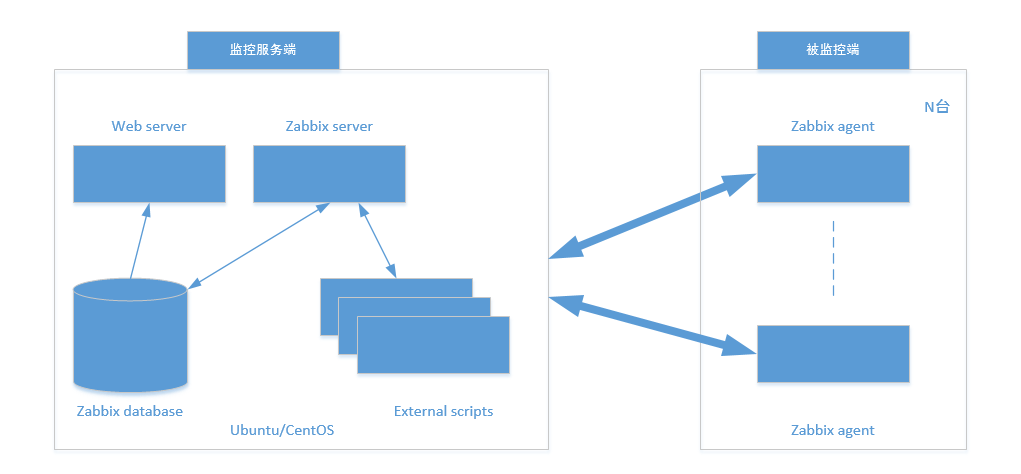 监控服务端
被监控端
N台
Web server
Zabbix server
Zabbix agent
Zabbix database
External scripts
Ubuntu/CentOS
Zabbix agent